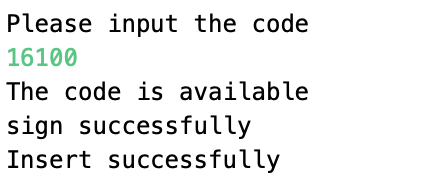 Please input the code
16100
The code is available
sign successfully
Insert successfully